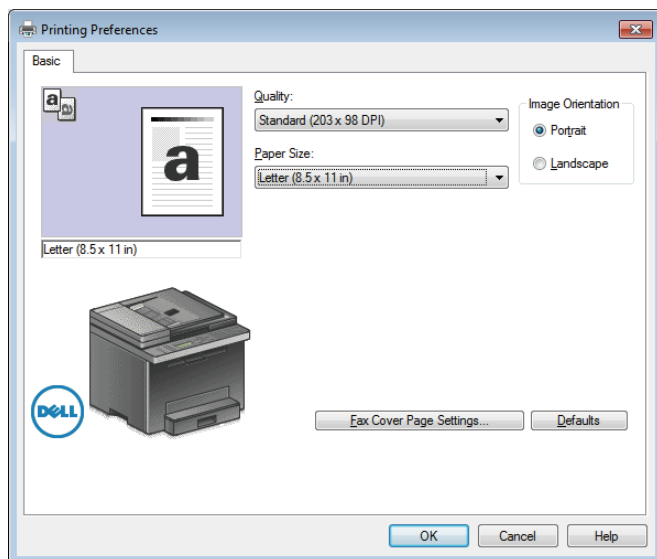 Printing Preferences
Basic
a
a
a
Letter (8.5 x 11 in)
Quality:
Standard (203 x 98 DPI)
Paper Size:
Letter (8.5 x 11 in)
Image Orientation
Portrait
Landscape
DELL
Fax Cover Page Settings...
Defaults
OK
Cancel
Help